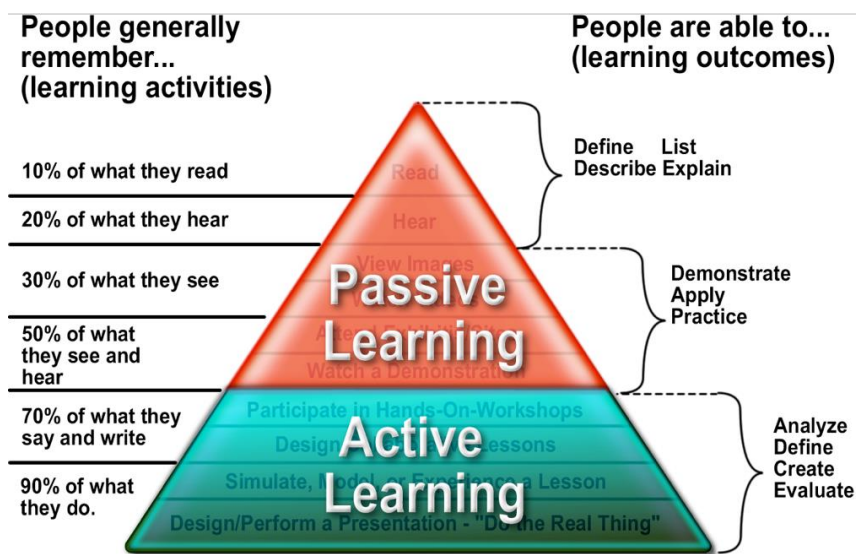 People generally
remember...
(learning activities)
People are able to...
(learning outcomes)
10% of what they read
20% of what they hear
30% of what they see
50% of what
they see and
hear
70% of what they
say and write
90% of what
they do.
Read
Hear
View Images
Watch a Demonstration
Passive
Learning
Participate in Hands-On-Workshops
Design Lessons
Simulate, Model, or Experience a Lesson
Design/Perform a Presentation - "Do the Real Thing"
Active
Learning
Define List
Describe Explain
Demonstrate
Apply
Practice
Analyze
Define
Create
Evaluate